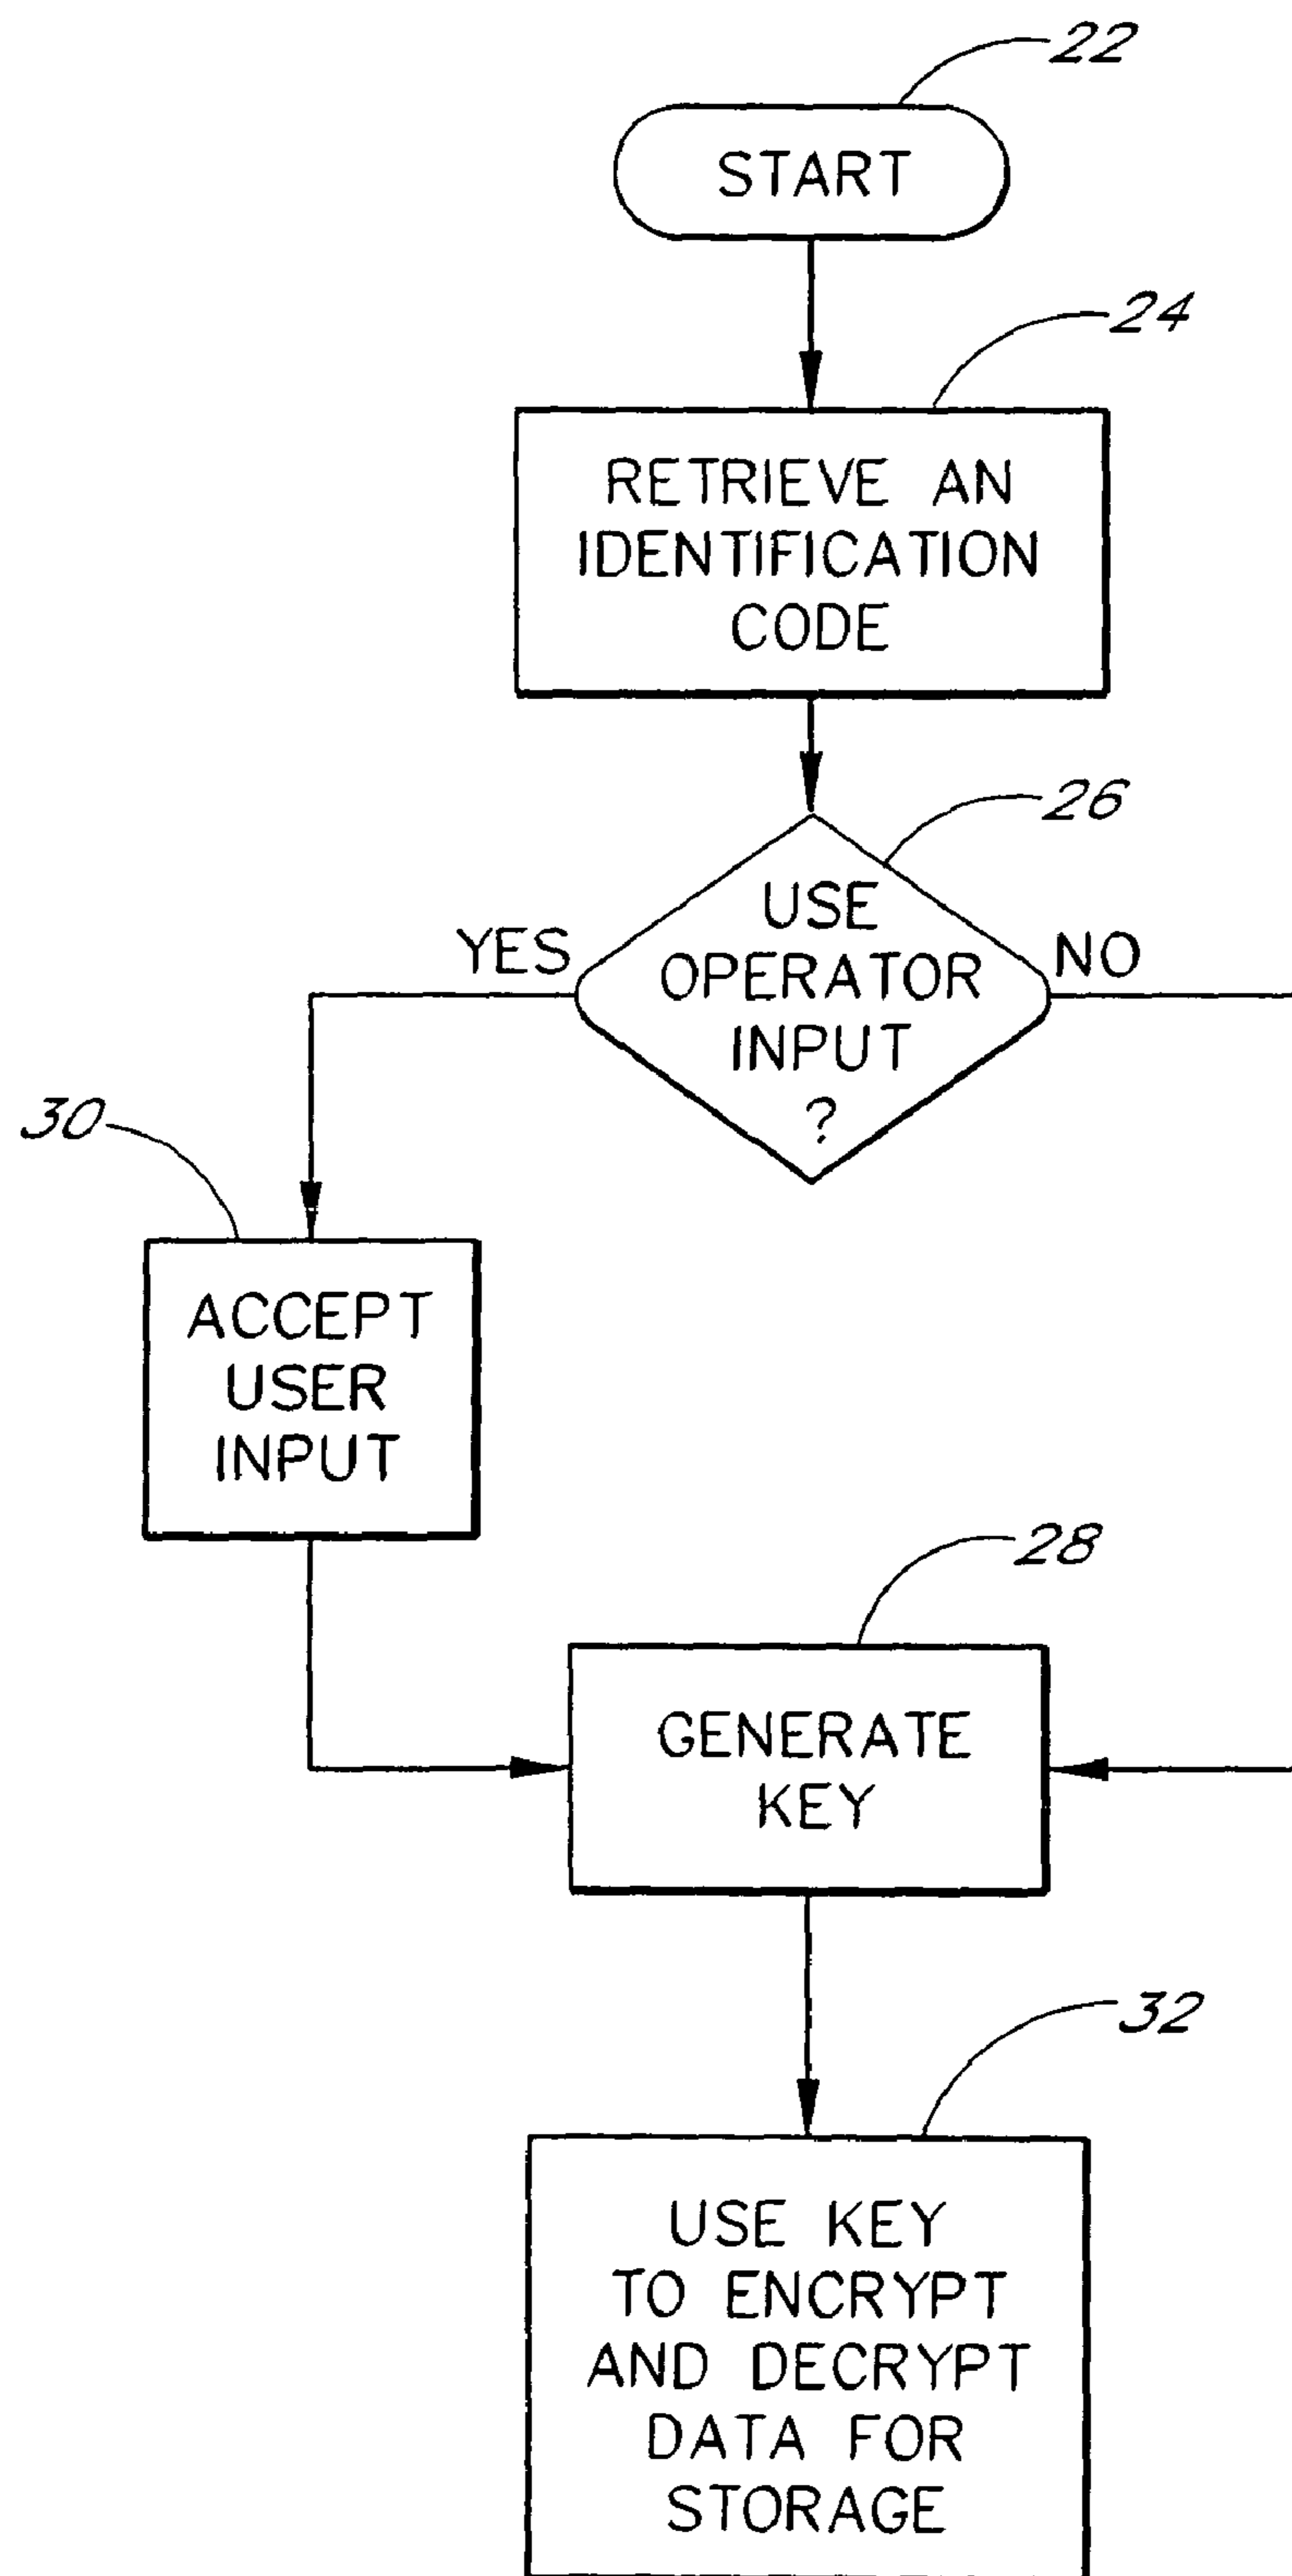 22
START
24
RETRIEVE AN
IDENTIFICATION
CODE
26
USE
OPERATOR
INPUT
?
YES
NO
30
ACCEPT
USER
INPUT
28
GENERATE
KEY
32
USE KEY
TO ENCRYPT
AND DECRYPT
DATA FOR
STORAGE